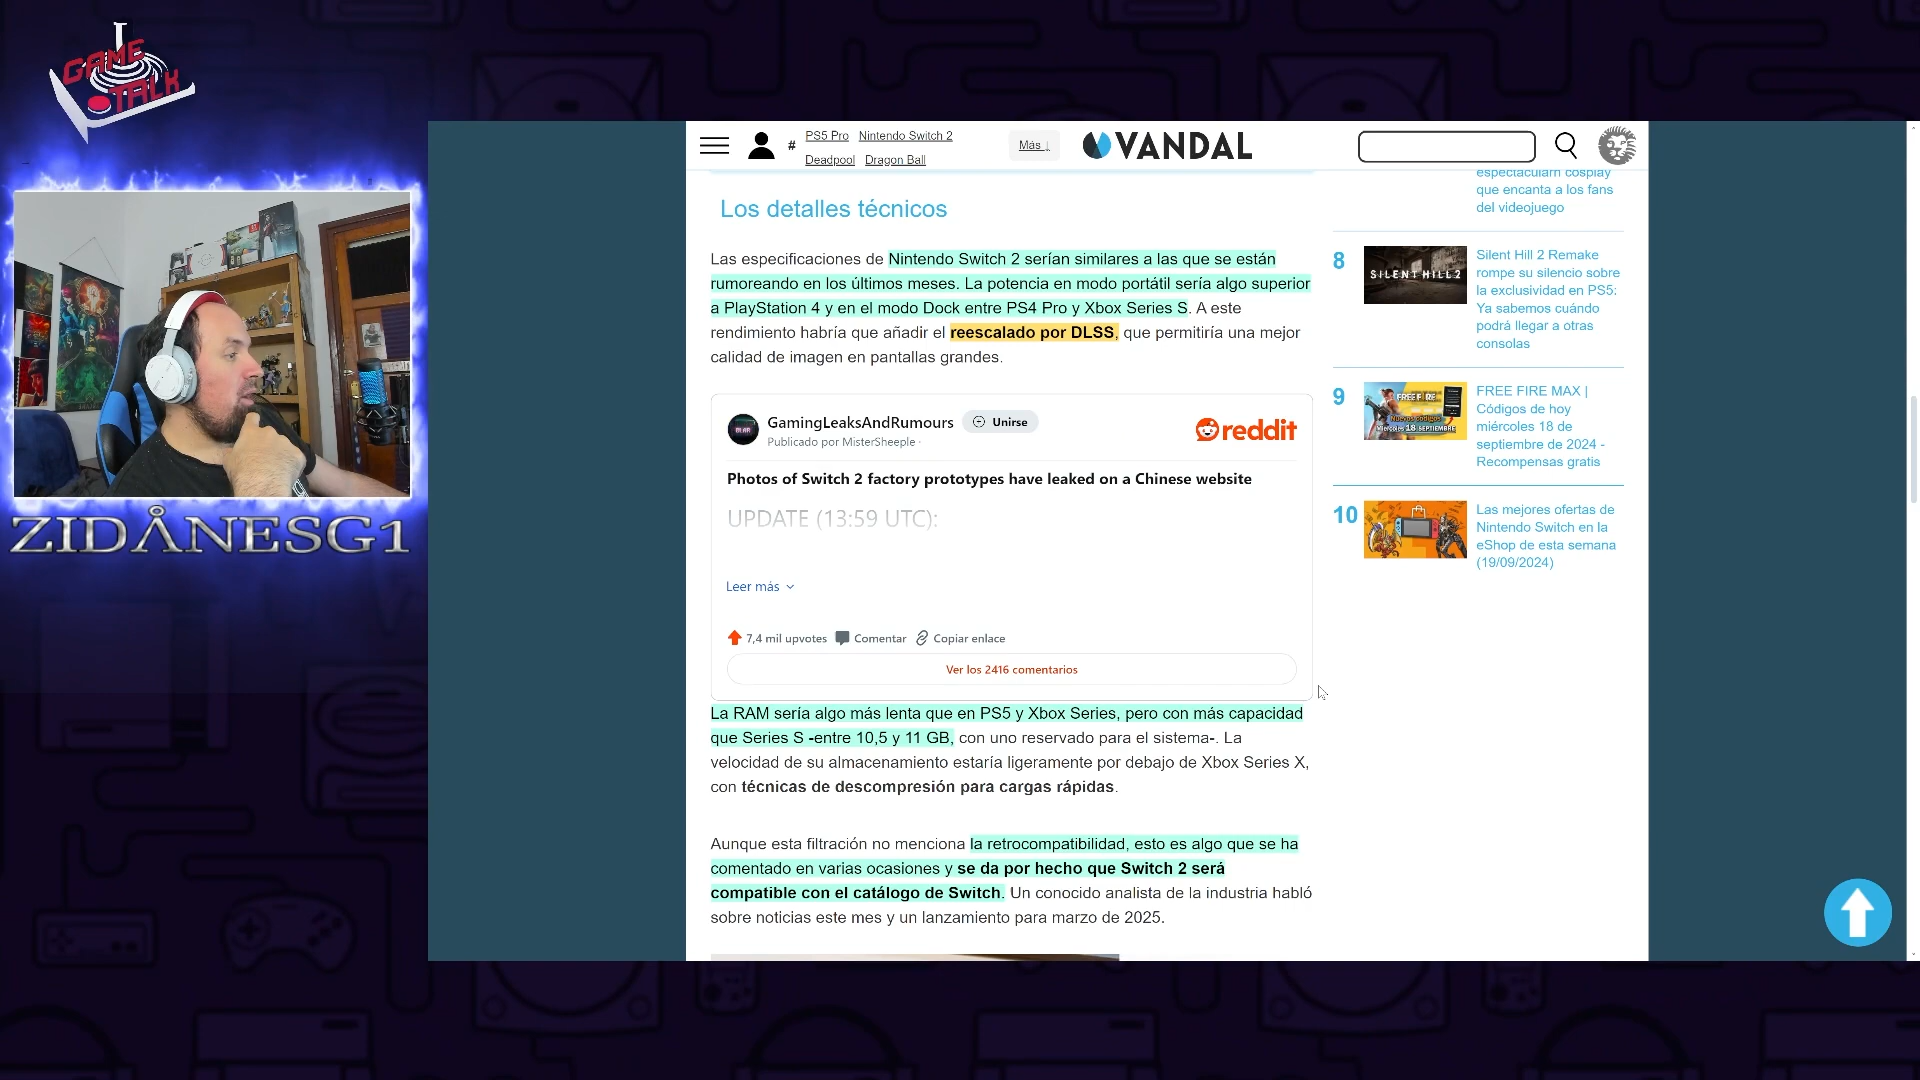 GAME
TALK
ZIDÅNESG1
#
PS5 Pro
Nintendo Switch 2
Deadpool
Dragon Ball
Más ↓
VANDAL
Los detalles técnicos
Las especificaciones de Nintendo Switch 2 serían similares a las que se están
rumoreando en los últimos meses. La potencia en modo portátil sería algo superior
a PlayStation 4 y en el modo Dock entre PS4 Pro y Xbox Series S. A este
rendimiento habría que añadir el reescalado por DLSS, que permitiría una mejor
calidad de imagen en pantallas grandes.
GamingLeaksAndRumours
Unirse
Publicado por MisterSheeple ·
reddit
Photos of Switch 2 factory prototypes have leaked on a Chinese website
UPDATE (13:59 UTC):
Leer más
7,4 mil upvotes
Comentar
Copiar enlace
Ver los 2416 comentarios
La RAM sería algo más lenta que en PS5 y Xbox Series, pero con más capacidad
que Series S -entre 10,5 y 11 GB, con uno reservado para el sistema-. La
velocidad de su almacenamiento estaría ligeramente por debajo de Xbox Series X,
con técnicas de descompresión para cargas rápidas.
Aunque esta filtración no menciona la retrocompatibilidad, esto es algo que se ha
comentado en varias ocasiones y se da por hecho que Switch 2 será
compatible con el catálogo de Switch. Un conocido analista de la industria habló
sobre noticias este mes y un lanzamiento para marzo de 2025.
espectacularn cosplay
que encanta a los fans
del videojuego
8
SILENT HILL 2
Silent Hill 2 Remake
rompe su silencio sobre
la exclusividad en PS5:
Ya sabemos cuándo
podrá llegar a otras
consolas
9
FREE FIRE
FREE FIRE MAX |
Códigos de hoy
miércoles 18 de
septiembre de 2024 -
Recompensas gratis
10
Las mejores ofertas de
Nintendo Switch en la
eShop de esta semana
(19/09/2024)